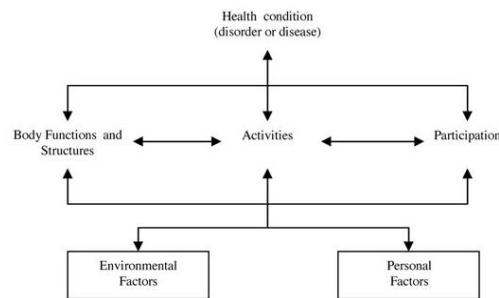 Health condition
(disorder or disease)
Body Functions and
Structures
Activities
Participation
Environmental
Factors
Personal
Factors